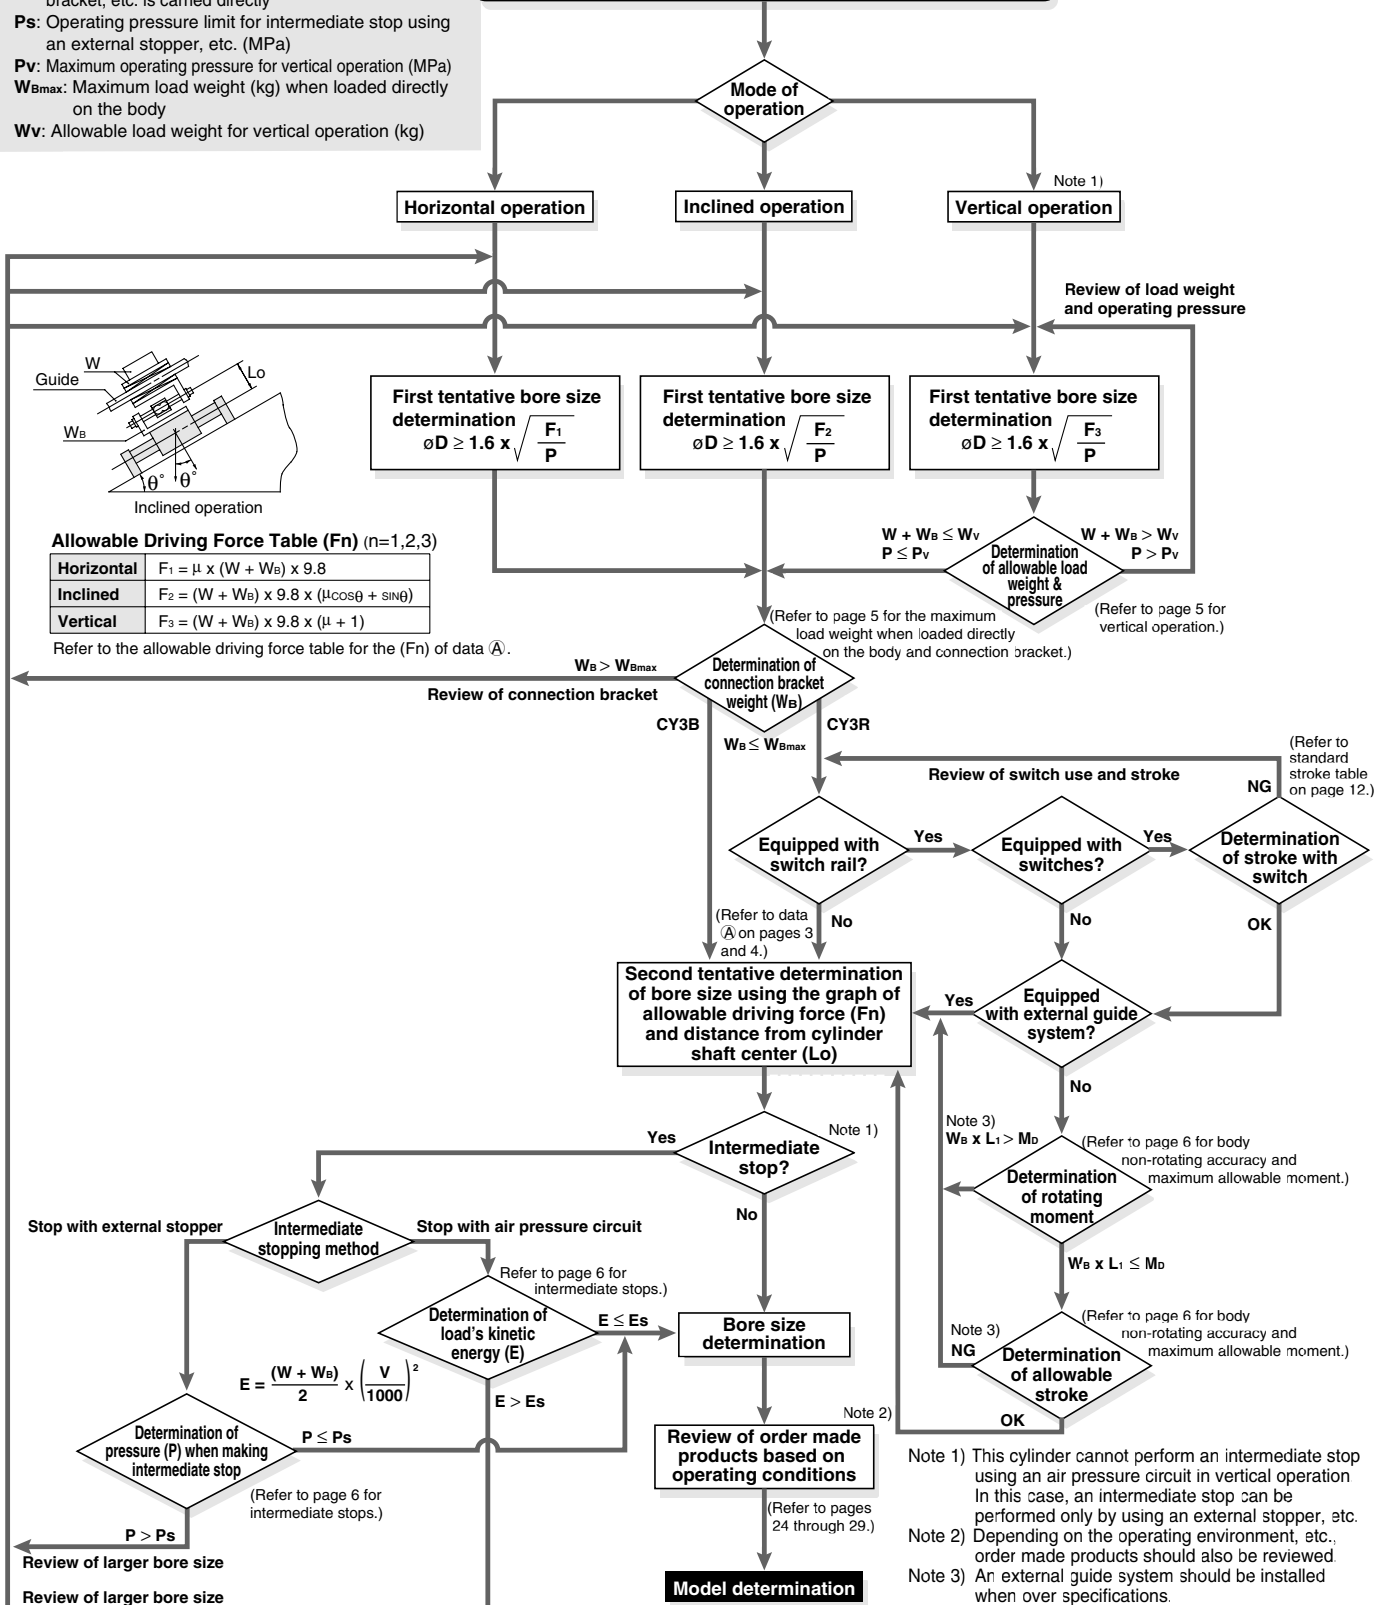 bracket, etc. is carried directly
Ps: Operating pressure limit for intermediate stop using
an external stopper, etc. (MPa)
Pv: Maximum operating pressure for vertical operation (MPa)
WBmax: Maximum load weight (kg) when loaded directly
on the body
Wv: Allowable load weight for vertical operation (kg)
Mode of
operation
Note 1)
Horizontal operation
Inclined operation
Vertical operation
Review of load weight
and operating pressure
W
Guide
Lo
WB
θ°
θ°
Inclined operation
First tentative bore size
determination
øD ≥ 1.6 x √ F1 / P
First tentative bore size
determination
øD ≥ 1.6 x √ F2 / P
First tentative bore size
determination
øD ≥ 1.6 x √ F3 / P
W + WB ≤ Wv
P ≤ Pv
W + WB > Wv
P > Pv
Determination
of allowable load
weight &
pressure
(Refer to page 5 for
vertical operation.)
Allowable Driving Force Table (Fn) (n=1,2,3)
Horizontal F1 = μ x (W + WB) x 9.8
Inclined F2 = (W + WB) x 9.8 x (μCOSθ + SINθ)
Vertical F3 = (W + WB) x 9.8 x (μ + 1)
Refer to the allowable driving force table for the (Fn) of data Ⓐ.
(Refer to page 5 for the maximum
load weight when loaded directly
on the body and connection bracket.)
WB > WBmax
Review of connection bracket
Determination of
connection bracket
weight (WB)
CY3B
CY3R
WB ≤ WBmax
Review of switch use and stroke
(Refer to
standard
stroke table
on page 12.)
NG
Equipped with
switch rail?
Yes
Equipped with
switches?
Yes
Determination
of stroke with
switch
No
No
OK
(Refer to data
Ⓐ on pages 3
and 4.)
Second tentative determination
of bore size using the graph of
allowable driving force (Fn)
and distance from cylinder
shaft center (Lo)
Yes
Equipped
with external guide
system?
No
Note 3)
WB x L1 > MD
(Refer to page 6 for body
non-rotating accuracy and
maximum allowable moment.)
Determination
of rotating
moment
WB x L1 ≤ MD
Note 1)
Yes
Intermediate
stop?
No
Stop with external stopper
Intermediate
stopping method
Stop with air pressure circuit
Refer to page 6 for
intermediate stops.)
Determination of
load's kinetic
energy (E)
E ≤ Es
E > Es
E = (W + WB) / 2 x ( V / 1000 ) 2
Bore size
determination
(Refer to page 6 for body
non-rotating accuracy and
maximum allowable moment.)
Note 3)
NG
Determination
of allowable
stroke
OK
Determination of
pressure (P) when making
intermediate stop
P ≤ Ps
(Refer to page 6 for
intermediate stops.)
P > Ps
Review of larger bore size
Review of larger bore size
Note 2)
Review of order made
products based on
operating conditions
(Refer to pages
24 through 29.)
Model determination
Note 1) This cylinder cannot perform an intermediate stop
using an air pressure circuit in vertical operation
In this case, an intermediate stop can be
performed only by using an external stopper, etc.
Note 2) Depending on the operating environment, etc.,
order made products should also be reviewed.
Note 3) An external guide system should be installed
when over specifications.